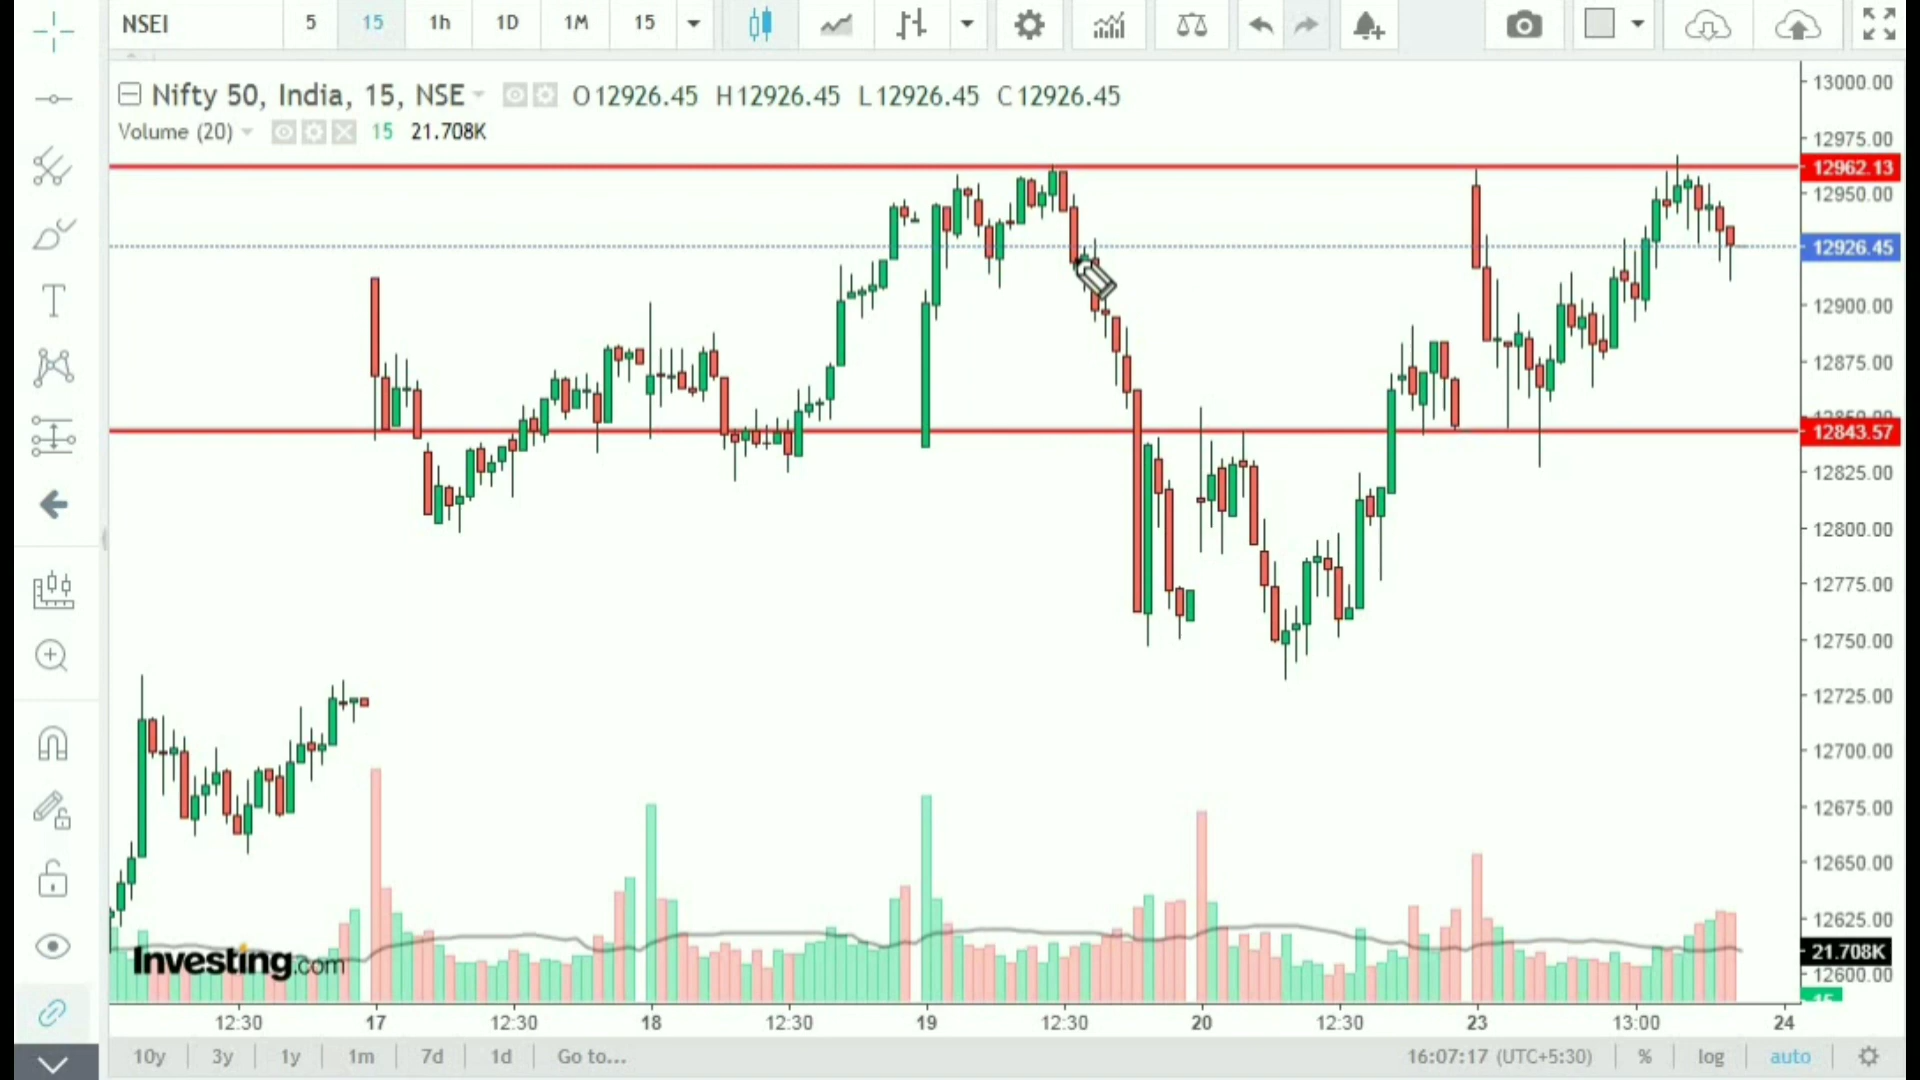 NSEI 5 15 1h 1D 1M 15
Nifty 50, India, 15, NSE O12926.45 H12926.45 L12926.45 C12926.45
Volume (20) 15 21.708K
13000.00
12975.00
12962.13
12950.00
12926.45
12900.00
12875.00
12850.00
12843.57
12825.00
12800.00
12775.00
12750.00
12725.00
12700.00
12675.00
12650.00
12625.00
21.708K
12600.00
15
T
Investing.com
12:30 17 12:30 18 12:30 19 12:30 20 12:30 23 13:00 24
10y 3y 1y 1m 7d 1d Go to... 16:07:17 (UTC+5:30) % log auto